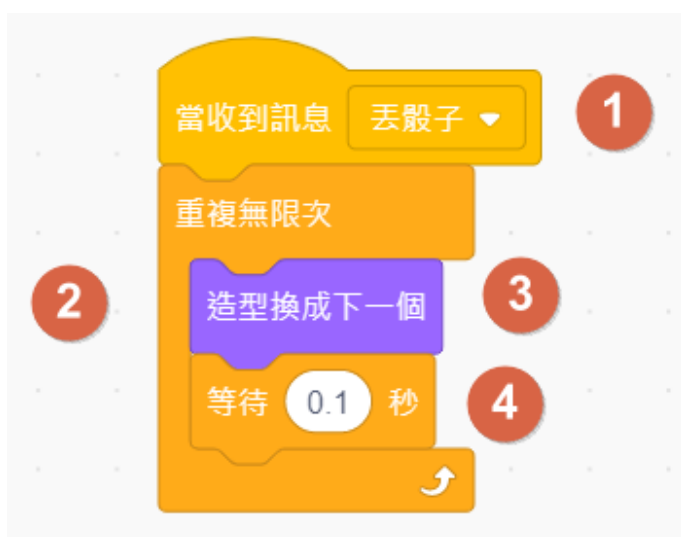 當收到訊息 丟骰子 1
重複無限次
2
造型換成下一個 3
等待 0.1 秒 4